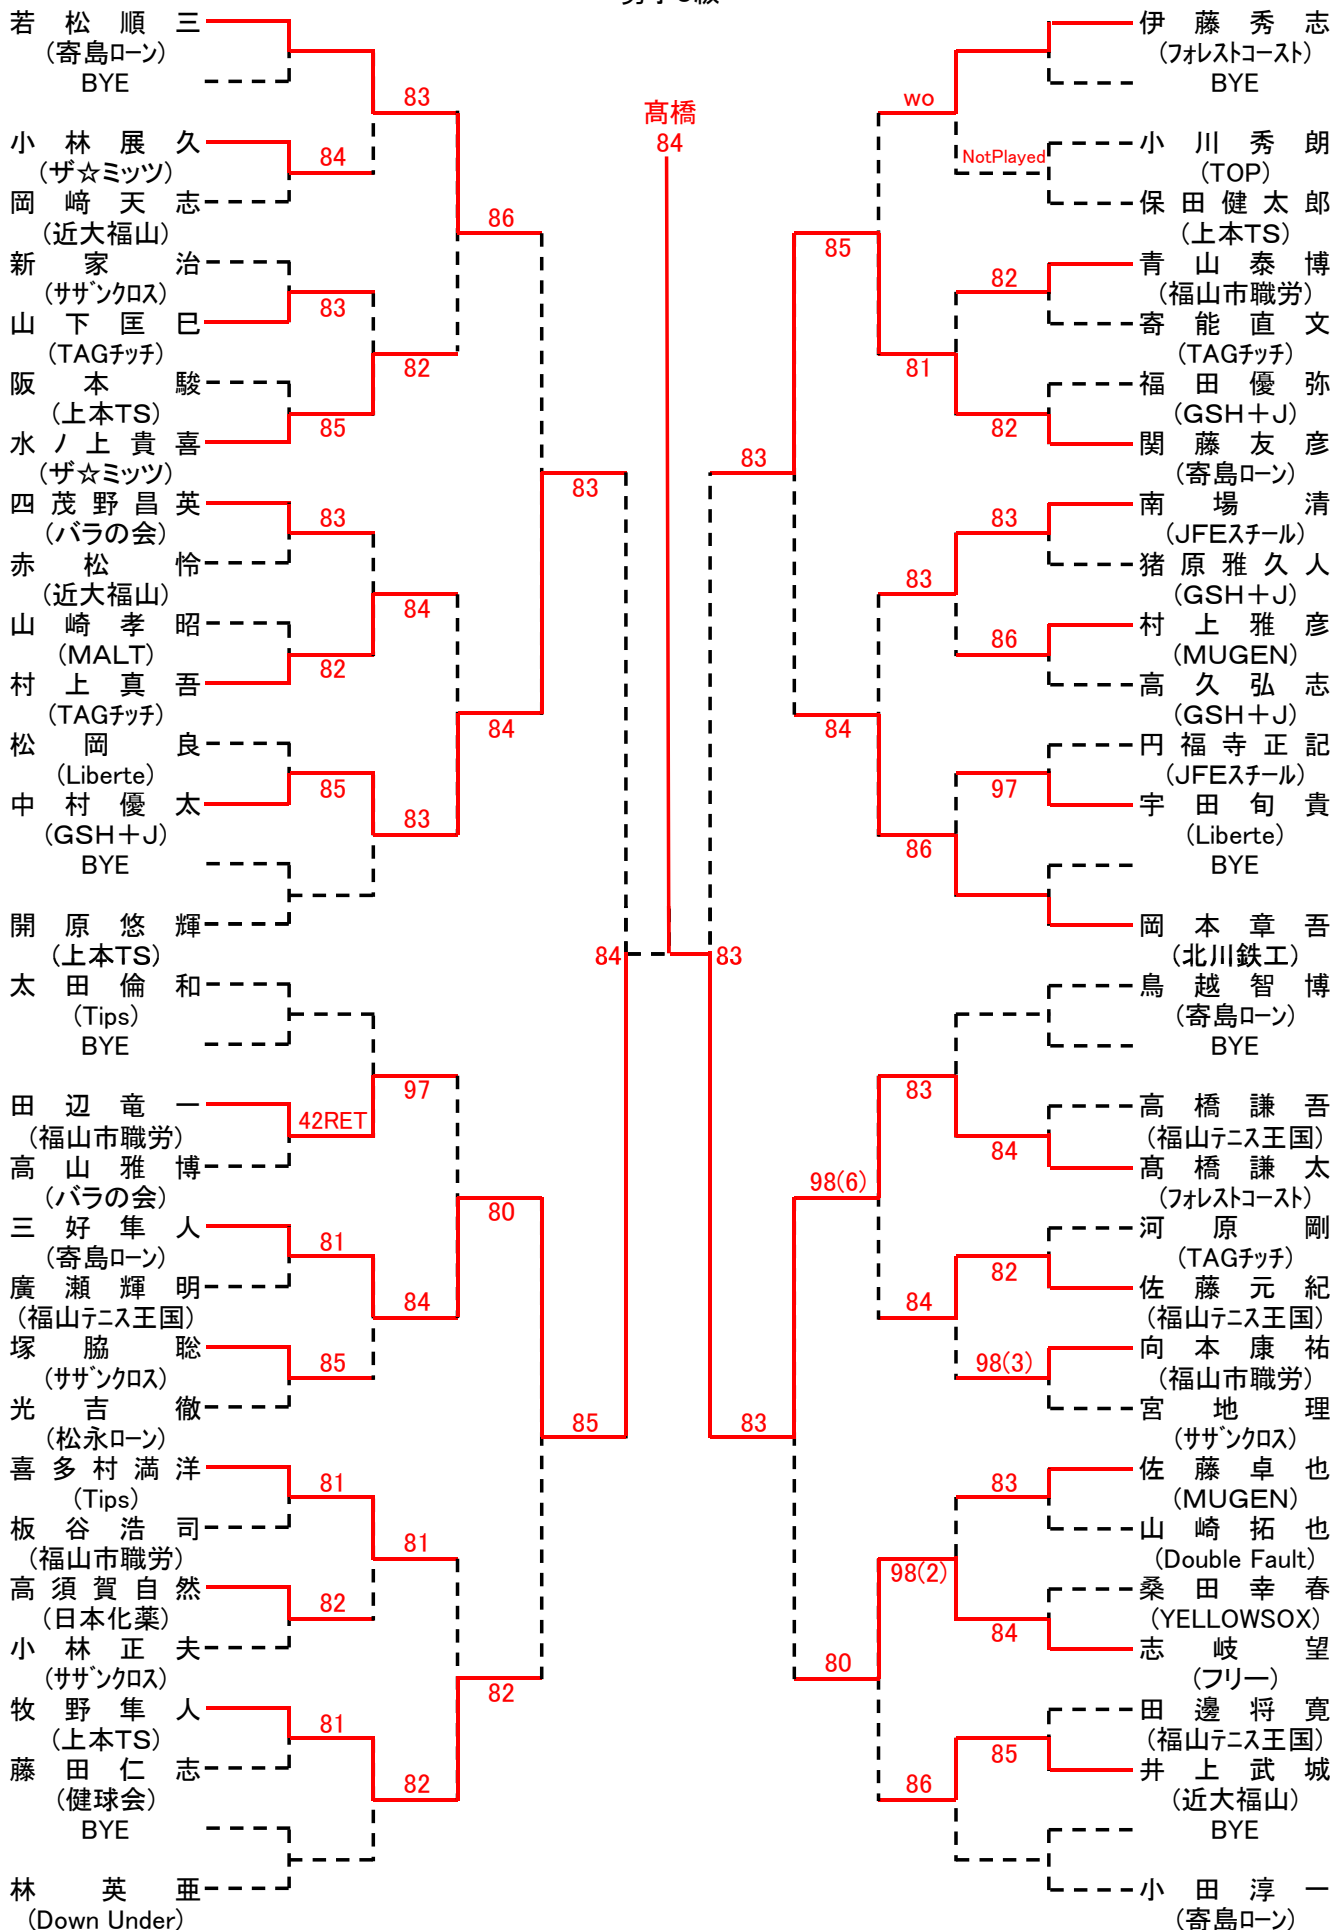 若松順三
(寄島ローン)
BYE
小林展久
(ザ☆ミッツ)
岡﨑天志
(近大福山)
新家治
(サザンクロス)
山下匡巳
(TAGチッチ)
阪本駿
(上本TS)
水ノ上貴喜
(ザ☆ミッツ)
四茂野昌英
(バラの会)
赤松怜
(近大福山)
山崎孝昭
(MALT)
村上真吾
(TAGチッチ)
松岡良
(Liberte)
中村優太
(GSH+J)
BYE
開原悠輝
(上本TS)
太田倫和
(Tips)
BYE
田辺竜一
(福山市職労)
高山雅博
(バラの会)
三好隼人
(寄島ローン)
廣瀬輝明
(福山テニス王国)
塚脇聡
(サザンクロス)
光吉徹
(松永ローン)
喜多村満洋
(Tips)
板谷浩司
(福山市職労)
高須賀自然
(日本化薬)
小林正夫
(サザンクロス)
牧野隼人
(上本TS)
藤田仁志
(健球会)
BYE
林英亜
(Down Under)
84
83
85
83
82
85
42RET
81
85
81
82
81
83
82
84
83
97
84
81
82
86
84
80
82
83
85
84
髙橋
84
83
83
83
85
84
98(6)
80
wo
81
83
86
83
84
98(2)
86
NotPlayed
82
82
83
86
97
84
82
98(3)
83
84
85
伊藤秀志
(フォレストコースト)
BYE
小川秀朗
(TOP)
保田健太郎
(上本TS)
青山泰博
(福山市職労)
寄能直文
(TAGチッチ)
福田優弥
(GSH+J)
関藤友彦
(寄島ローン)
南場清
(JFEスチール)
猪原雅久人
(GSH+J)
村上雅彦
(MUGEN)
高久弘志
(GSH+J)
円福寺正記
(JFEスチール)
宇田旬貴
(Liberte)
BYE
岡本章吾
(北川鉄工)
鳥越智博
(寄島ローン)
BYE
高橋謙吾
(福山テニス王国)
髙橋謙太
(フォレストコースト)
河原剛
(TAGチッチ)
佐藤元紀
(福山テニス王国)
向本康祐
(福山市職労)
宮地理
(サザンクロス)
佐藤卓也
(MUGEN)
山崎拓也
(Double Fault)
桑田幸春
(YELLOWSOX)
志岐望
(フリー)
田邊将寛
(福山テニス王国)
井上武城
(近大福山)
BYE
小田淳一
(寄島ローン)